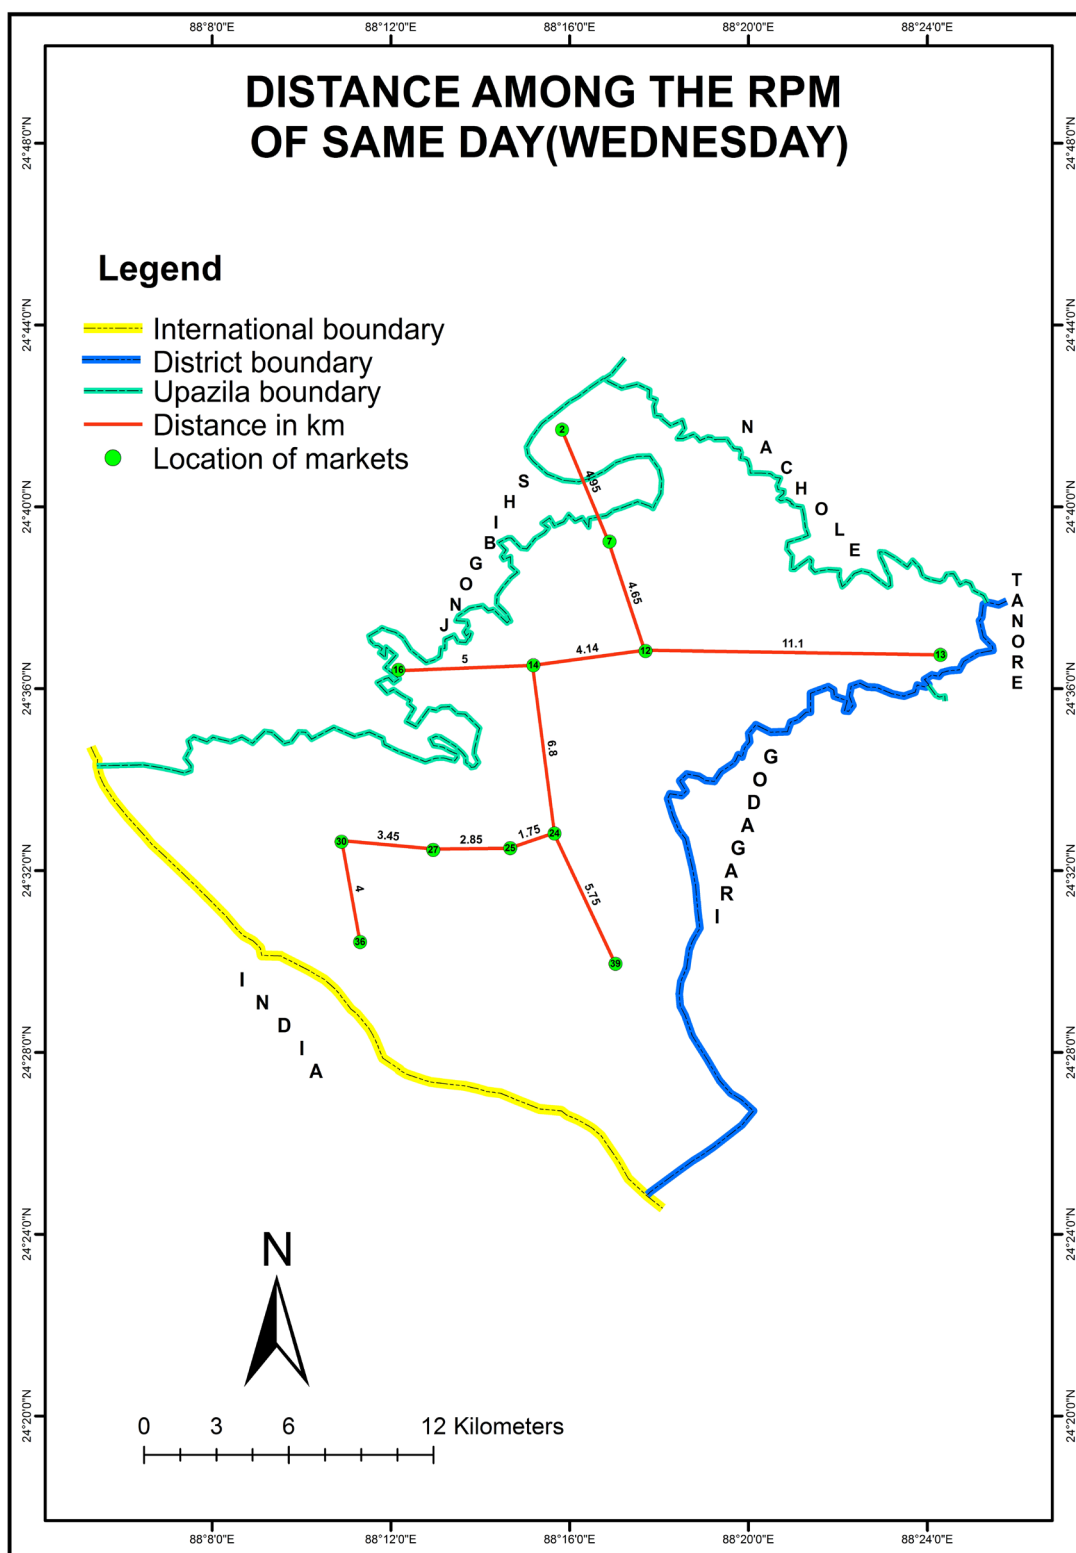 88°8'0"E
88°12'0"E
88°16'0"E
88°20'0"E
88°24'0"E
DISTANCE AMONG THE RPM
OF SAME DAY(WEDNESDAY)
24°48'0"N
24°48'0"N
Legend
International boundary
District boundary
Upazila boundary
Distance in km
Location of markets
24°44'0"N
24°44'0"N
24°40'0"N
24°40'0"N
24°36'0"N
24°36'0"N
24°32'0"N
24°32'0"N
24°28'0"N
24°28'0"N
24°24'0"N
24°24'0"N
24°20'0"N
24°20'0"N
NACHOLE
SHIBGONJ
TANORE
GODAGARI
INDIA
2
4.95
7
4.65
12
11.1
13
4.14
14
5
16
6.8
24
1.75
25
2.85
27
3.45
30
4
36
5.75
39
N
0 3 6 12 Kilometers
88°8'0"E
88°12'0"E
88°16'0"E
88°20'0"E
88°24'0"E